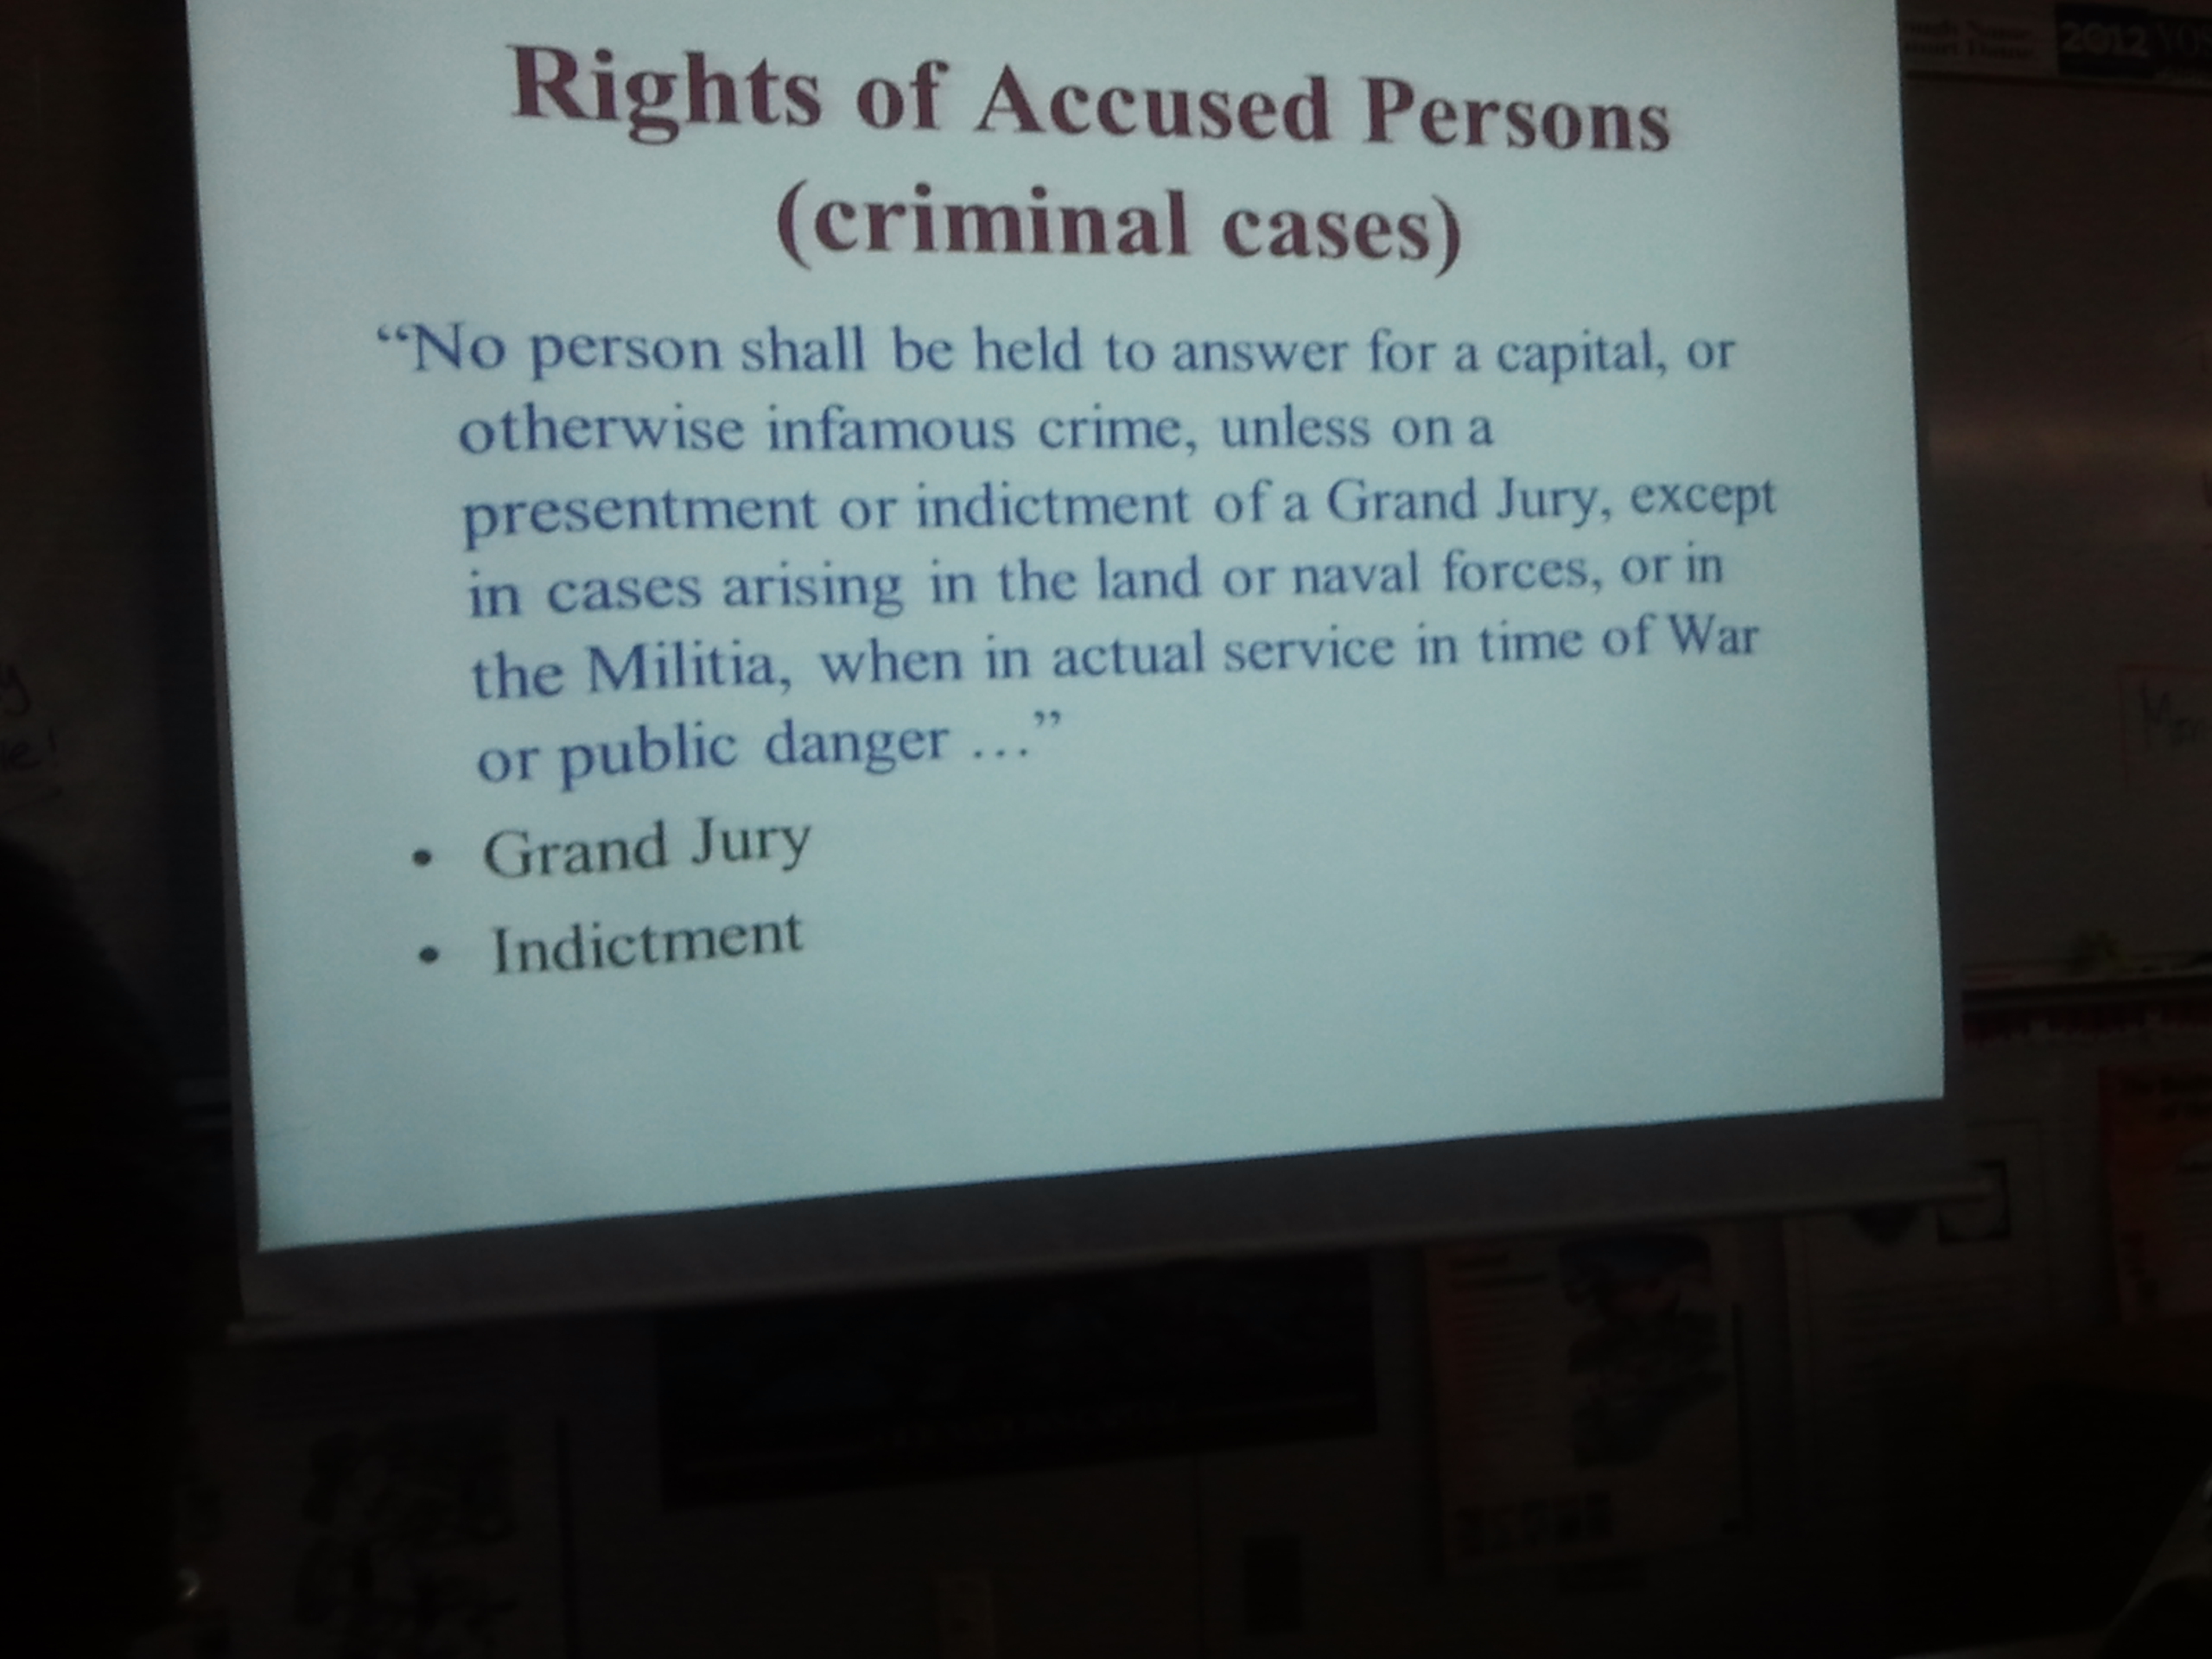 Rights of Accused Persons
(criminal cases)
“No person shall be held to answer for a capital, or
otherwise infamous crime, unless on a
presentment or indictment of a Grand Jury, except
in cases arising in the land or naval forces, or in
the Militia, when in actual service in time of War
or public danger …”
• Grand Jury
• Indictment
2012